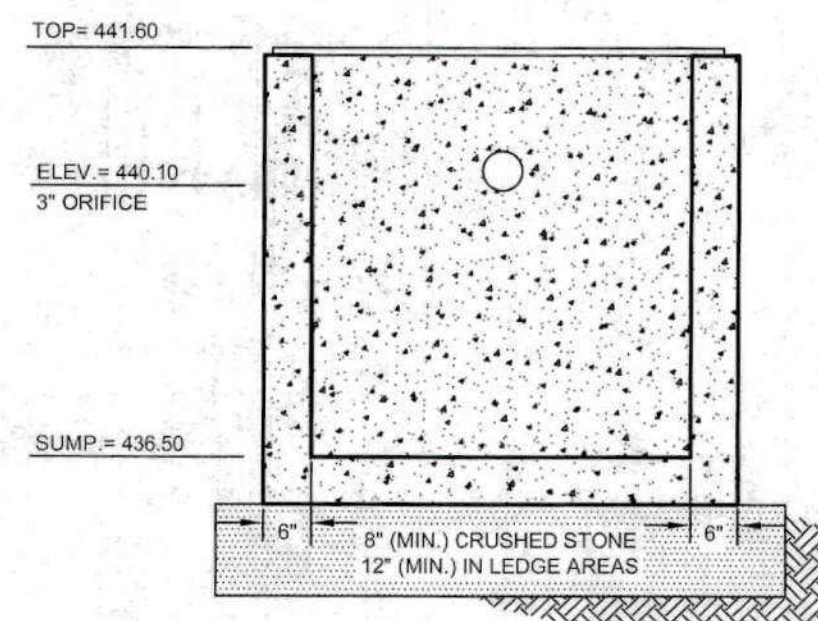 TOP= 441.60
ELEV.= 440.10
3" ORIFICE
SUMP.= 436.50
6"
8" (MIN.) CRUSHED STONE
12" (MIN.) IN LEDGE AREAS
6"